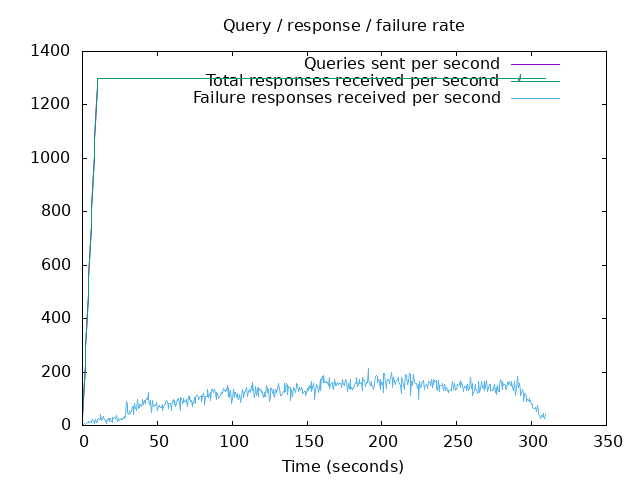 Query / response / failure rate
Queries sent per second
Total responses received per second
Failure responses received per second
1400
1200
1000
800
600
400
200
0
0 50 100 150 200 250 300 350
Time (seconds)